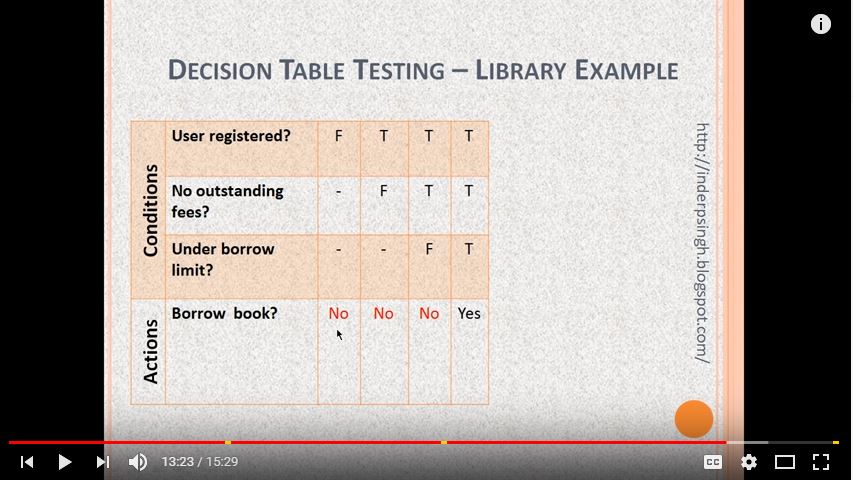 DECISION TABLE TESTING – LIBRARY EXAMPLE
User registered? F T T T
No outstanding - F T T
fees?
Under borrow - - F T
limit?
Conditions
Borrow book? No No No Yes
Actions
http://inderpsingh.blogspot.com/
13:23 / 15:29
CC